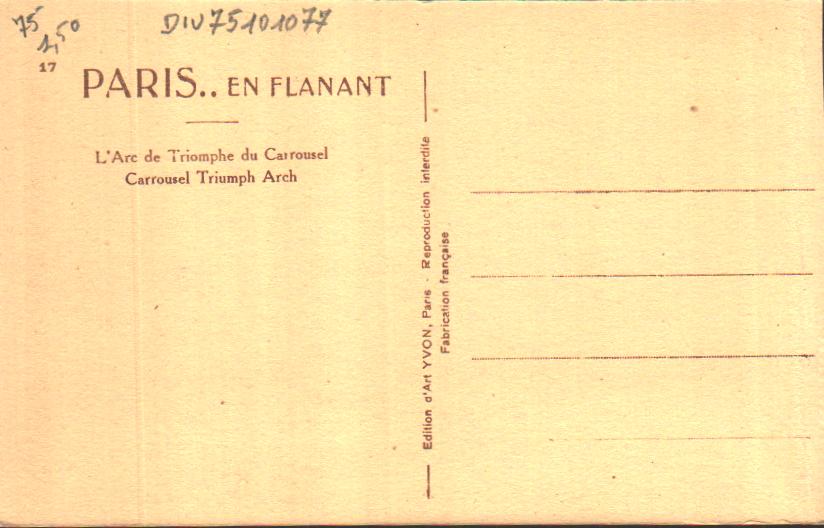 75
1,50
DIV75101077
17
PARIS.. EN FLANANT
L'Arc de Triomphe du Carrousel
Carrousel Triumph Arch
Edition d'Art YVON, Paris - Reproduction interdite
Fabrication française